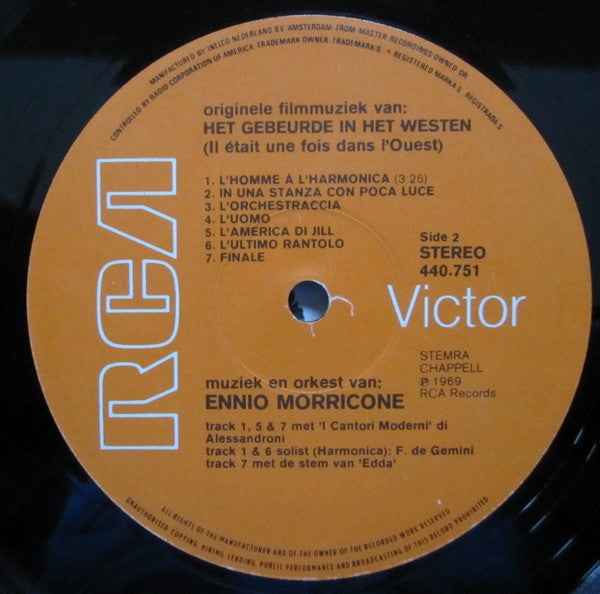 MANUFACTURED BY INELCO NEDERLAND BV AMSTERDAM, FROM MASTER RECORDINGS OWNED OR
CONTROLLED BY RADIO CORPORATION OF AMERICA TRADEMARK OWNER. TRADEMARKS. • REGISTERED MARKAS REGISTRADAS
originele filmmuziek van:
HET GEBEURDE IN HET WESTEN
(Il était une fois dans l'Ouest)
1. L'HOMME À L'HARMONICA (3:25)
2. IN UNA STANZA CON POCA LUCE
3. L'ORCHESTRACCIA
4. L'UOMO
5. L'AMERICA DI JILL
6. L'ULTIMO RANTOLO
7. FINALE
Side 2
STEREO
440.751
RCA
Victor
STEMRA
CHAPPELL
℗ 1969
RCA Records
muziek en orkest van:
ENNIO MORRICONE
track 1, 5 & 7 met 'I Cantori Moderni' di
Alessandroni
track 1 & 6 solist (Harmonica): F. de Gemini
track 7 met de stem van 'Edda'
ALL RIGHTS OF THE MANUFACTURER AND OF THE OWNER OF THE RECORDED WORK RESERVED
UNAUTHORISED COPYING, HIRING, LENDING, PUBLIC PERFORMANCE AND BROADCASTING OF THIS RECORD PROHIBITED